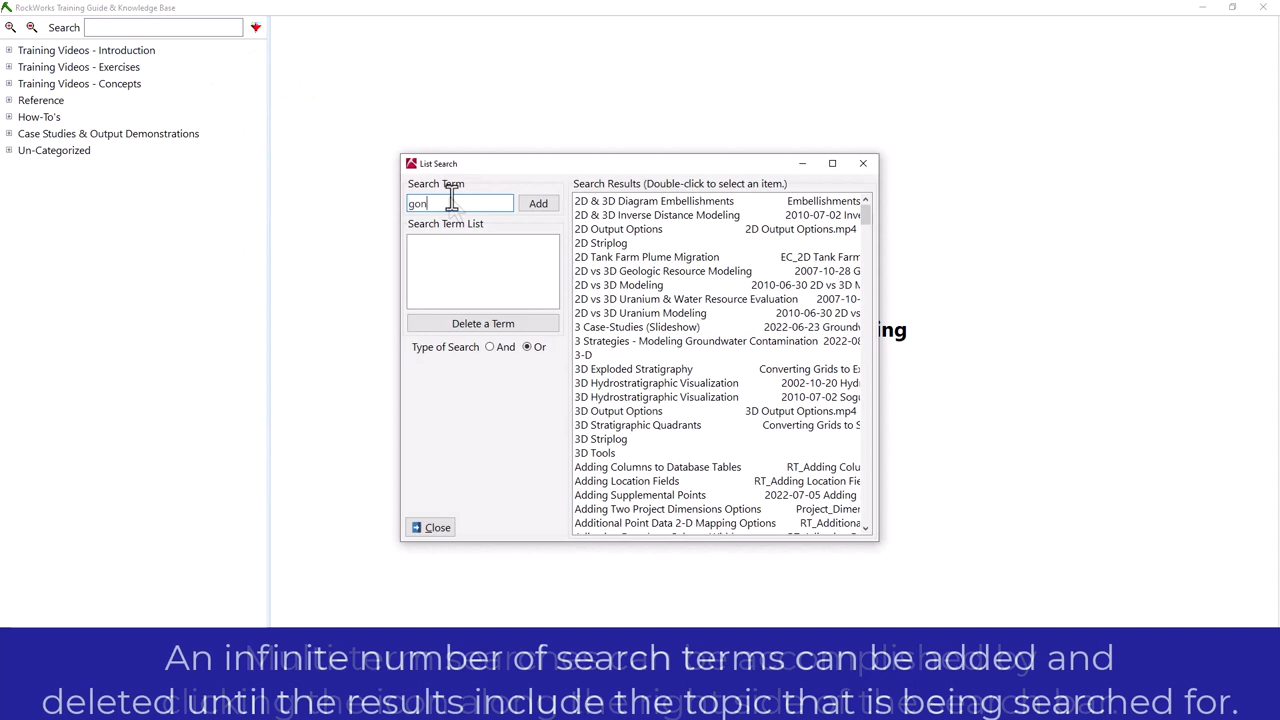 RockWorks Training Guide & Knowledge Base
Search
Training Videos - Introduction
Training Videos - Exercises
Training Videos - Concepts
Reference
How-To's
Case Studies & Output Demonstrations
Un-Categorized
ing
List Search
Search Term
gon
Add
Search Term List
Delete a Term
Type of Search And Or
Close
Search Results (Double-click to select an item.)
2D & 3D Diagram Embellishments Embellishments
2D & 3D Inverse Distance Modeling 2010-07-02 Inve
2D Output Options 2D Output Options.mp4
2D Striplog
2D Tank Farm Plume Migration EC_2D Tank Farm
2D vs 3D Geologic Resource Modeling 2007-10-28 G
2D vs 3D Modeling 2010-06-30 2D vs 3D M
2D vs 3D Uranium & Water Resource Evaluation 2007-10-
2D vs 3D Uranium Modeling 2010-06-30 2D vs
3 Case-Studies (Slideshow) 2022-06-23 Groundv
3 Strategies - Modeling Groundwater Contamination 2022-08
3-D
3D Exploded Stratigraphy Converting Grids to E
3D Hydrostratigraphic Visualization 2002-10-20 Hyd
3D Hydrostratigraphic Visualization 2010-07-02 Sogu
3D Output Options 3D Output Options.mp4
3D Stratigraphic Quadrants Converting Grids to S
3D Striplog
3D Tools
Adding Columns to Database Tables RT_Adding Colu
Adding Location Fields RT_Adding Location Fie
Adding Supplemental Points 2022-07-05 Adding
Adding Two Project Dimensions Options Project_Dimer
Additional Point Data 2-D Mapping Options RT_Additiona
An infinite number of search terms can be added and
deleted until the results include the topic that is being searched for.